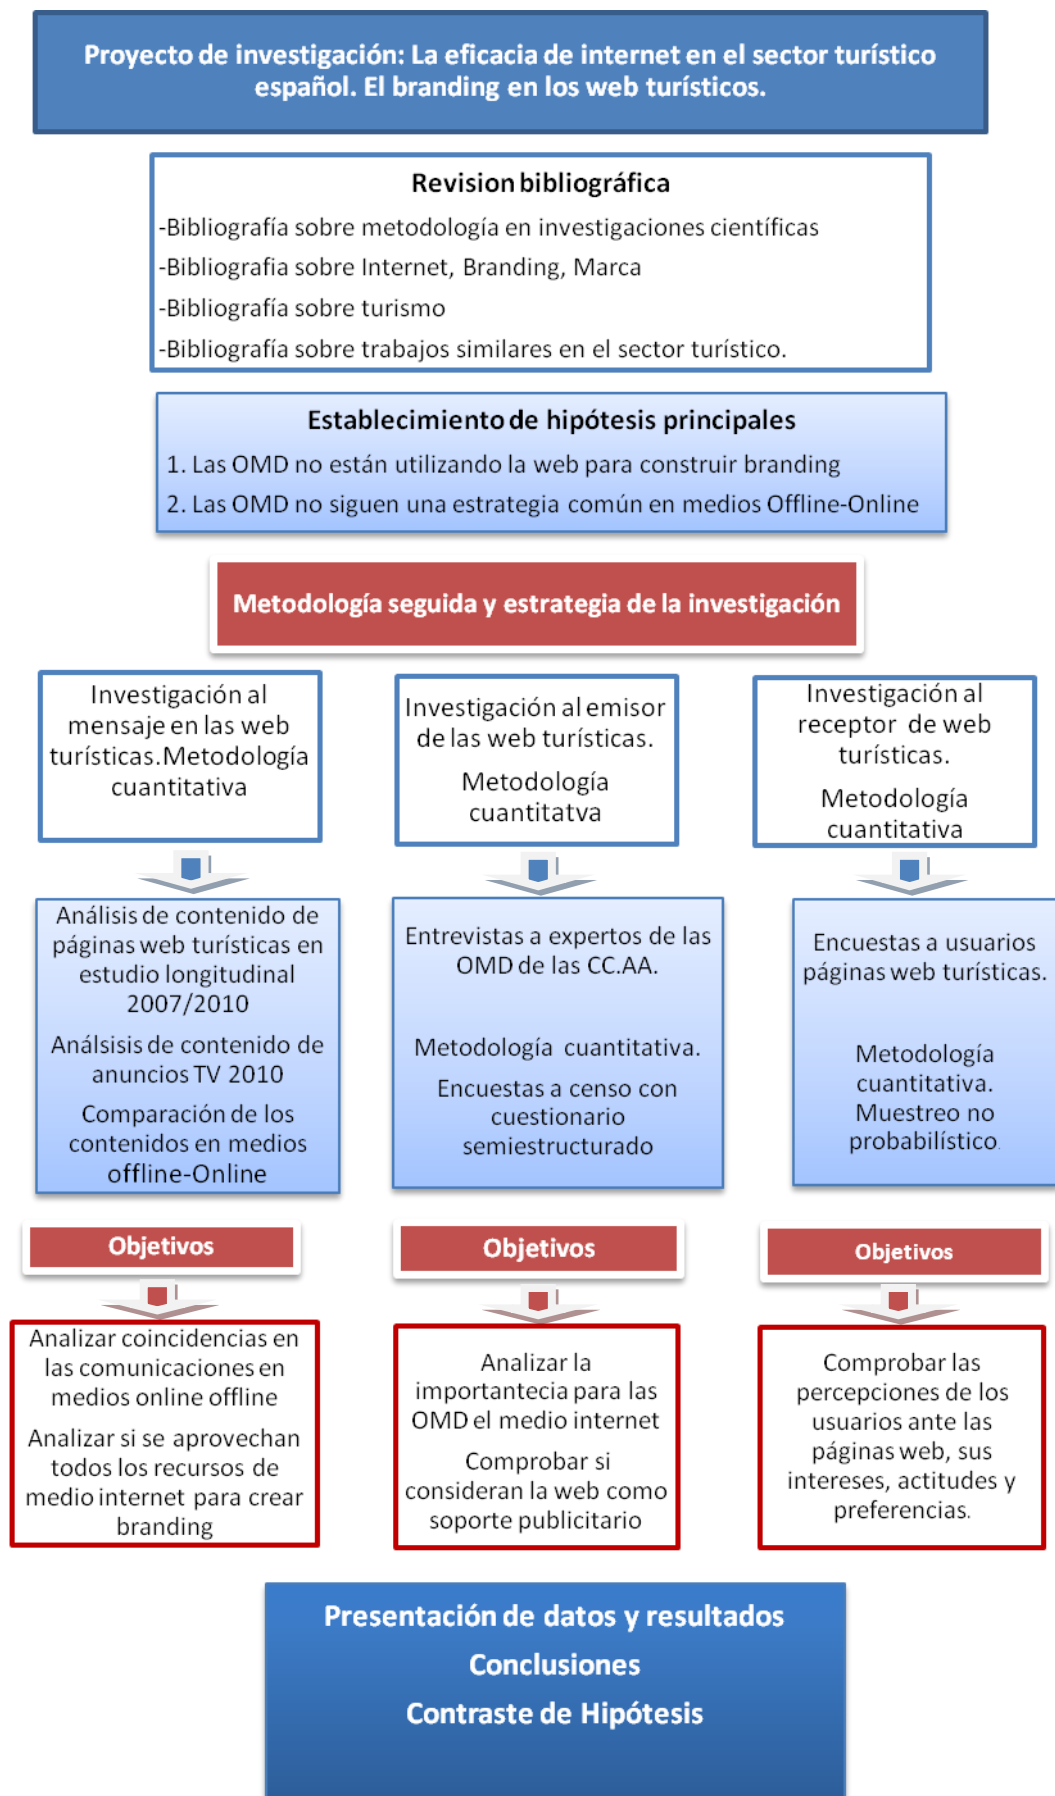 Proyecto de investigación: La eficacia de internet en el sector turístico
español. El branding en los web turísticos.
Revision bibliográfica
-Bibliografía sobre metodología en investigaciones científicas
-Bibliografia sobre Internet, Branding, Marca
-Bibliografía sobre turismo
-Bibliografía sobre trabajos similares en el sector turístico.
Establecimiento de hipótesis principales
1. Las OMD no están utilizando la web para construir branding
2. Las OMD no siguen una estrategia común en medios Offline-Online
Metodología seguida y estrategia de la investigación
Investigación al
mensaje en las web
turísticas.Metodología
cuantitativa
Investigación al emisor
de las web turísticas.
Metodología
cuantitatva
Investigación al
receptor de web
turísticas.
Metodología
cuantitativa
Análisis de contenido de
páginas web turísticas en
estudio longitudinal
2007/2010
Análsisis de contenido de
anuncios TV 2010
Comparación de los
contenidos en medios
offline-Online
Entrevistas a expertos de las
OMD de las CC.AA.
Metodología cuantitativa.
Encuestas a censo con
cuestionario
semiestructurado
Encuestas a usuarios
páginas web turísticas.
Metodología
cuantitativa.
Muestreo no
probabilístico.
Objetivos
Objetivos
Objetivos
Analizar coincidencias en
las comunicaciones en
medios online offline
Analizar si se aprovechan
todos los recursos de
medio internet para crear
branding
Analizar la
importantecia para las
OMD el medio internet
Comprobar si
consideran la web como
soporte publicitario
Comprobar las
percepciones de los
usuarios ante las
páginas web, sus
intereses, actitudes y
preferencias.
Presentación de datos y resultados
Conclusiones
Contraste de Hipótesis